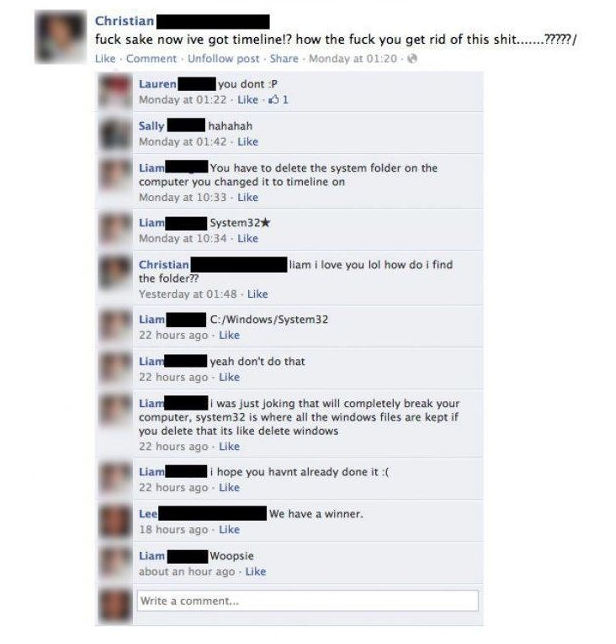 Christian
fuck sake now ive got timeline!? how the fuck you get rid of this shit.......?????/
Like · Comment · Unfollow post · Share · Monday at 01:20 ·
Lauren you dont :P
Monday at 01:22 · Like · 1
Sally hahahah
Monday at 01:42 · Like
Liam You have to delete the system folder on the
computer you changed it to timeline on
Monday at 10:33 · Like
Liam System32★
Monday at 10:34 · Like
Christian liam i love you lol how do i find
the folder??
Yesterday at 01:48 · Like
Liam C:/Windows/System32
22 hours ago · Like
Liam yeah don't do that
22 hours ago · Like
Liam i was just joking that will completely break your
computer, system32 is where all the windows files are kept if
you delete that its like delete windows
22 hours ago · Like
Liam i hope you havnt already done it :(
22 hours ago · Like
Lee We have a winner.
18 hours ago · Like
Liam Woopsie
about an hour ago · Like
Write a comment...